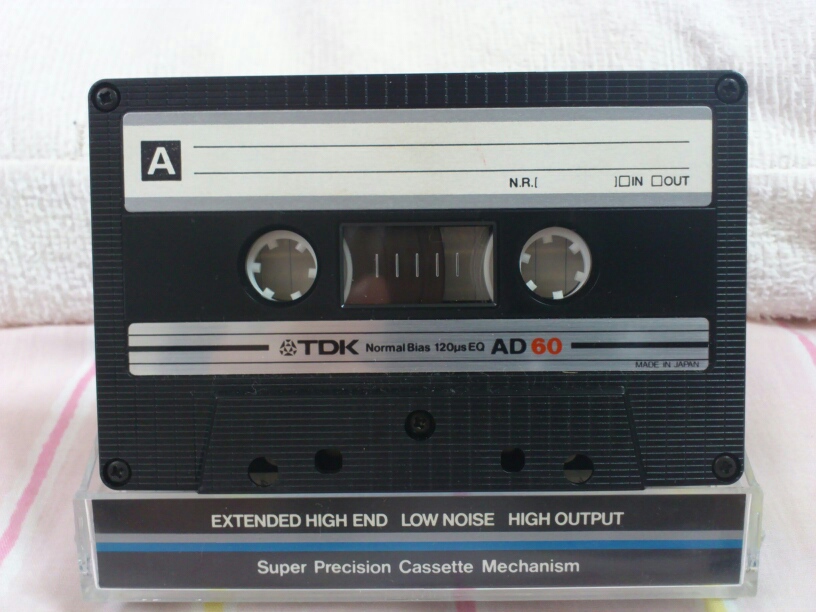 A
N.R.[ ]☐IN ☐OUT
TDK Normal Bias 120µs EQ AD 60
MADE IN JAPAN
EXTENDED HIGH END LOW NOISE HIGH OUTPUT
Super Precision Cassette Mechanism